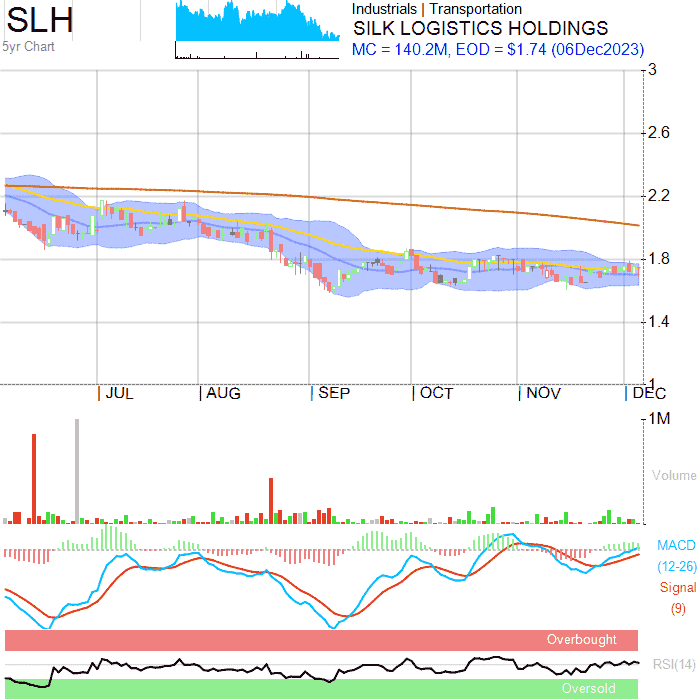 SLH
5yr Chart
Industrials | Transportation
SILK LOGISTICS HOLDINGS
MC = 140.2M, EOD = $1.74 (06Dec2023)
3
2.6
2.2
1.8
1.4
1
JUL AUG SEP OCT NOV DEC
1M
Volume
MACD
(12-26)
Signal
(9)
Overbought
RSI(14)
Oversold